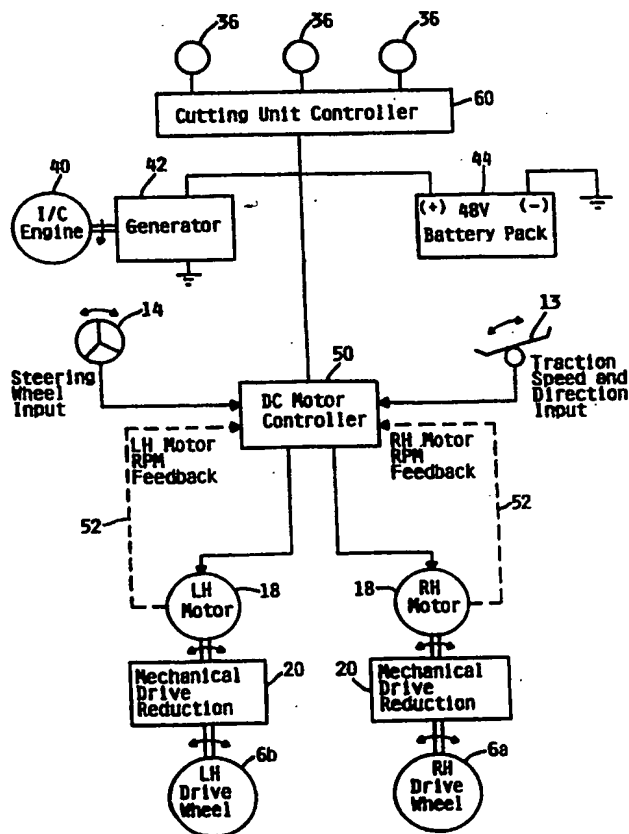 36 36 36
60
Cutting Unit Controller
40
I/C
Engine
42
Generator
44
(+) 48V (-)
Battery Pack
14
Steering
Wheel
Input
13
Traction
Speed and
Direction
Input
50
DC Motor
Controller
LH Motor
RPM
Feedback
RH Motor
RPM
Feedback
52
52
LH
Motor
18
18
RH
Motor
Mechanical
Drive
Reduction
20
20
Mechanical
Drive
Reduction
6b
LH
Drive
Wheel
6a
RH
Drive
Wheel